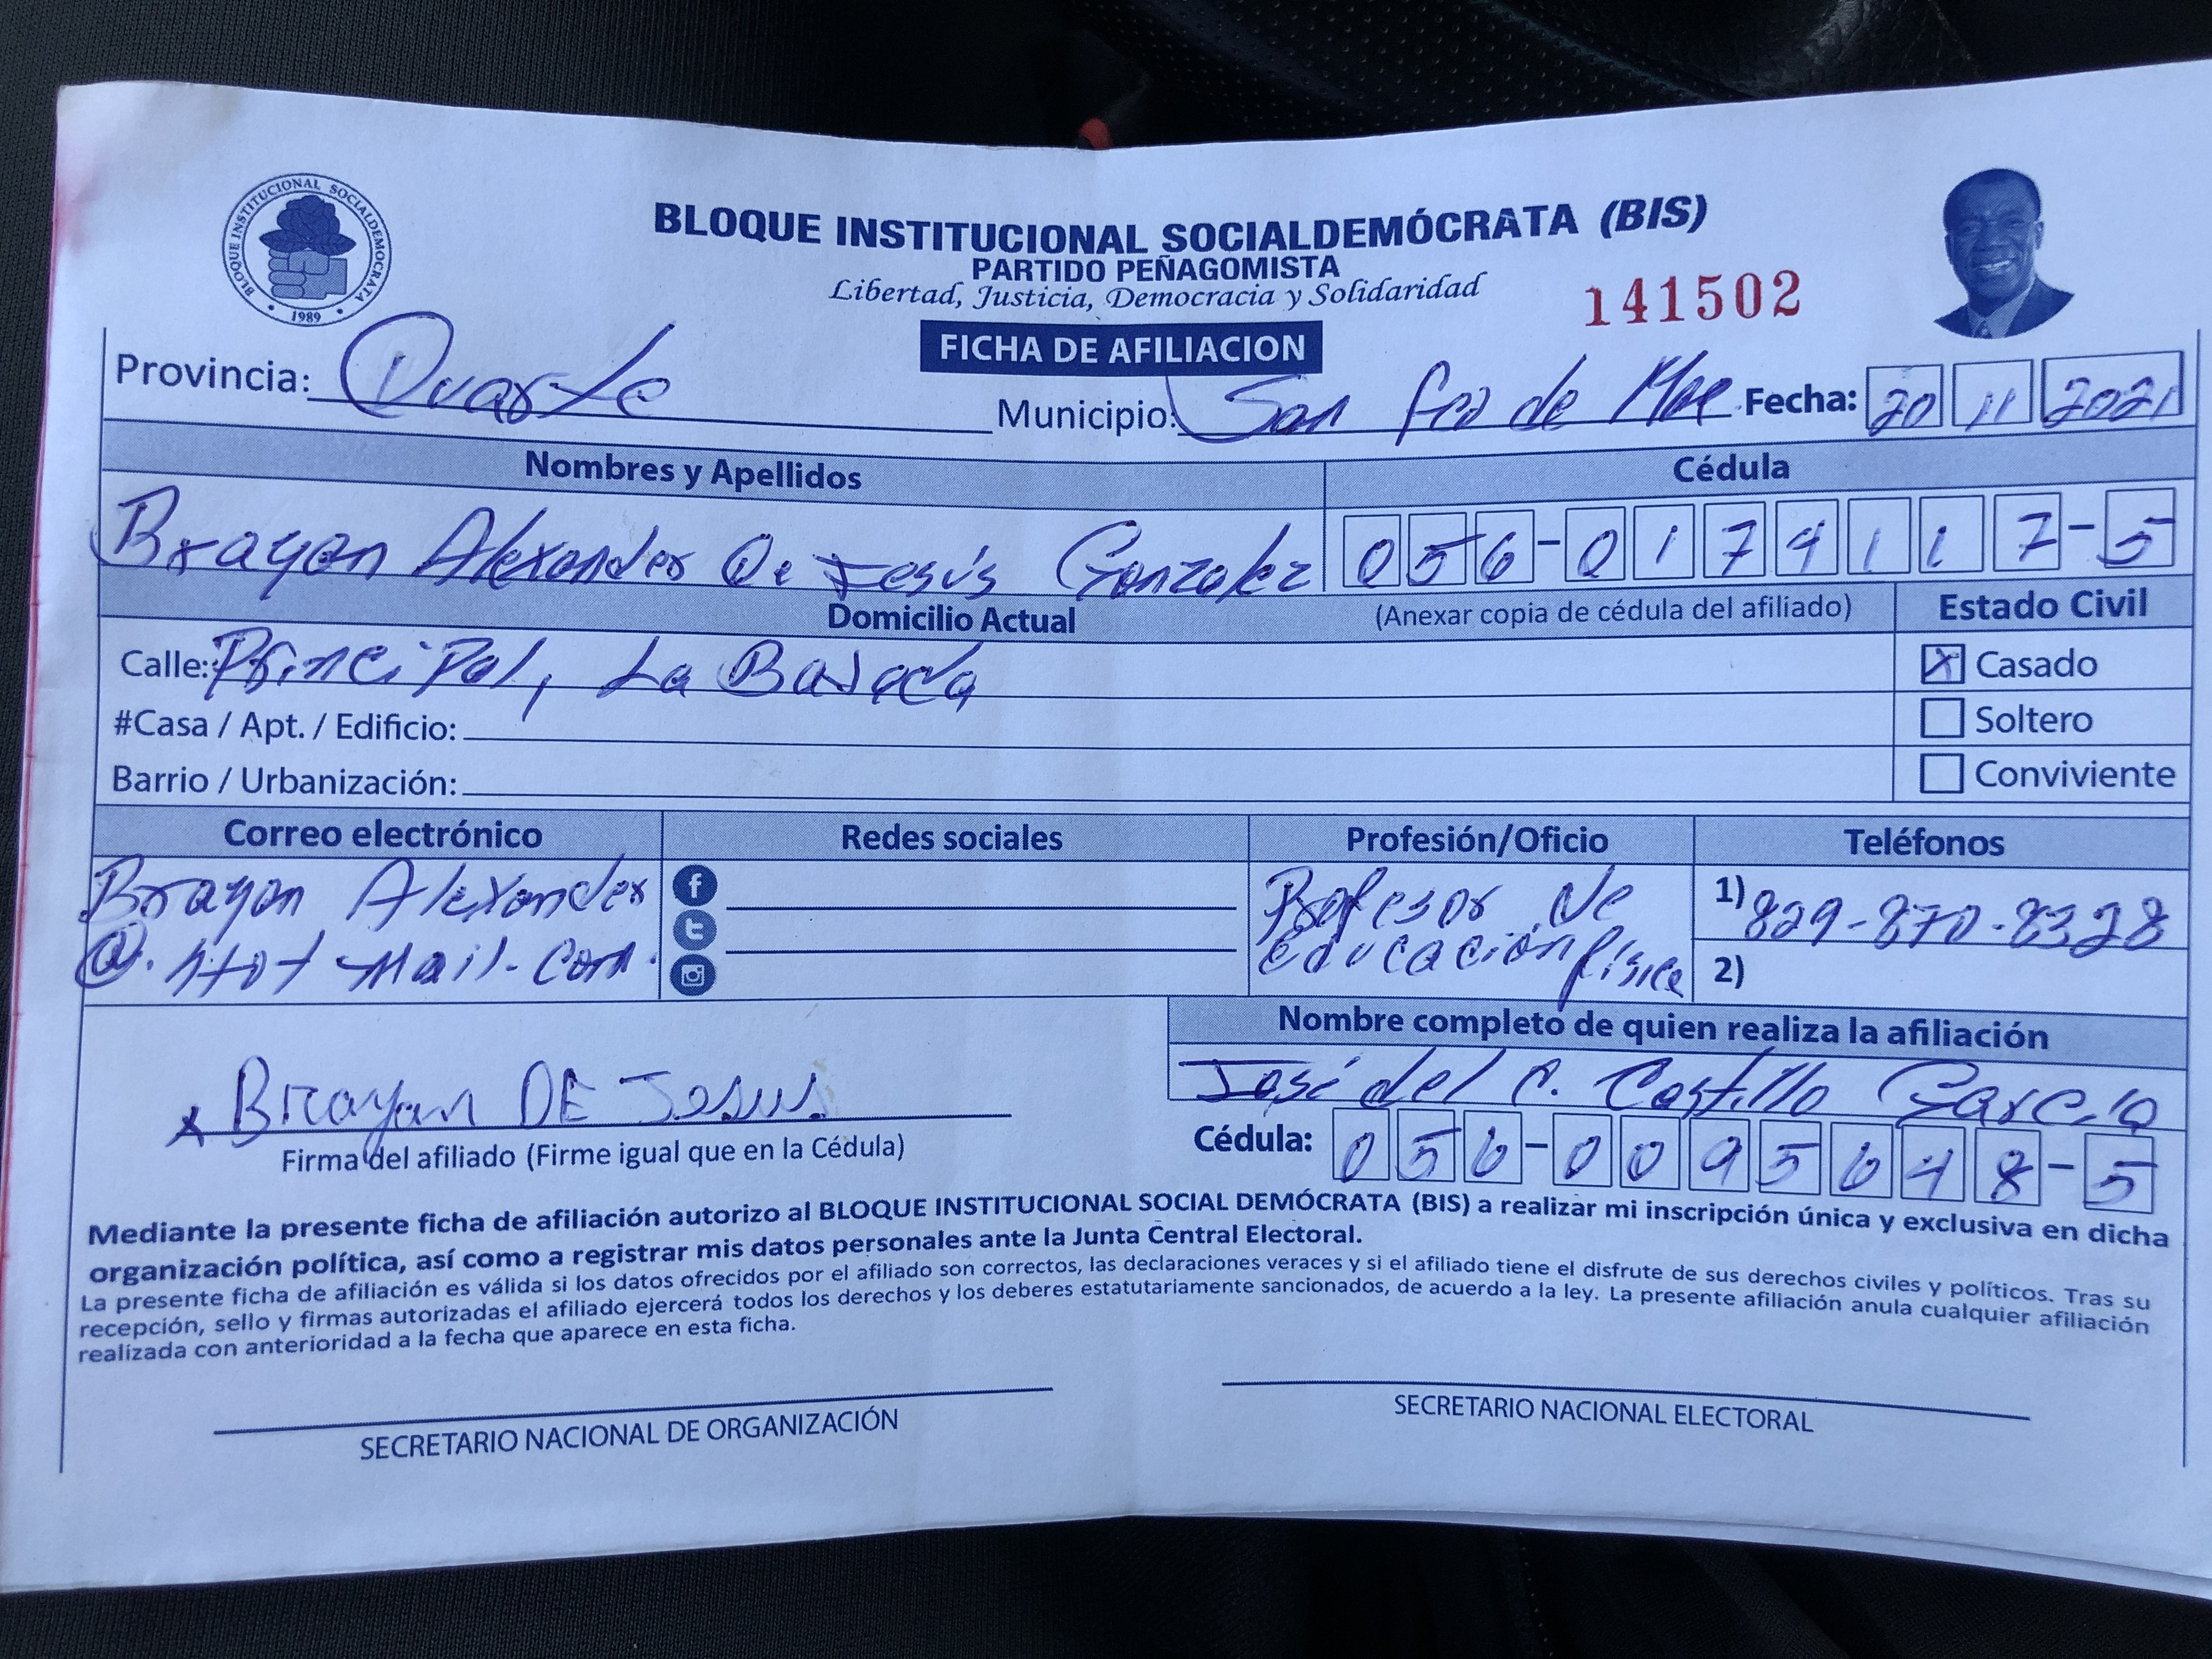 BLOQUE INSTITUCIONAL SOCIALDEMOCRATA
1989
BLOQUE INSTITUCIONAL SOCIALDEMÓCRATA (BIS)
PARTIDO PEÑAGOMISTA
Libertad, Justicia, Democracia y Solidaridad
141502
FICHA DE AFILIACION
Provincia: Duarte Municipio: San fco de Mac Fecha: 20 11 2021
Nombres y Apellidos Cédula
Brayan Alexander De Jesús Gonzalez 056-0174117-5
Domicilio Actual (Anexar copia de cédula del afiliado) Estado Civil
Calle: Principal, La Bajada X Casado
#Casa / Apt. / Edificio: Soltero
Barrio / Urbanización: Conviviente
Correo electrónico Redes sociales Profesión/Oficio Teléfonos
Brayan Alexander Profesor de 1) 829-870-8328
@. Hot-Mail-Com. educación física 2)
Nombre completo de quien realiza la afiliación
José del C. Castillo Garcia
x Brayan DE Jesus
Firma del afiliado (Firme igual que en la Cédula) Cédula: 056-0095648-5
Mediante la presente ficha de afiliación autorizo al BLOQUE INSTITUCIONAL SOCIAL DEMÓCRATA (BIS) a realizar mi inscripción única y exclusiva en dicha
organización política, así como a registrar mis datos personales ante la Junta Central Electoral.
La presente ficha de afiliación es válida si los datos ofrecidos por el afiliado son correctos, las declaraciones veraces y si el afiliado tiene el disfrute de sus derechos civiles y políticos. Tras su
recepción, sello y firmas autorizadas el afiliado ejercerá todos los derechos y los deberes estatutariamente sancionados, de acuerdo a la ley. La presente afiliación anula cualquier afiliación
realizada con anterioridad a la fecha que aparece en esta ficha.
SECRETARIO NACIONAL DE ORGANIZACIÓN SECRETARIO NACIONAL ELECTORAL